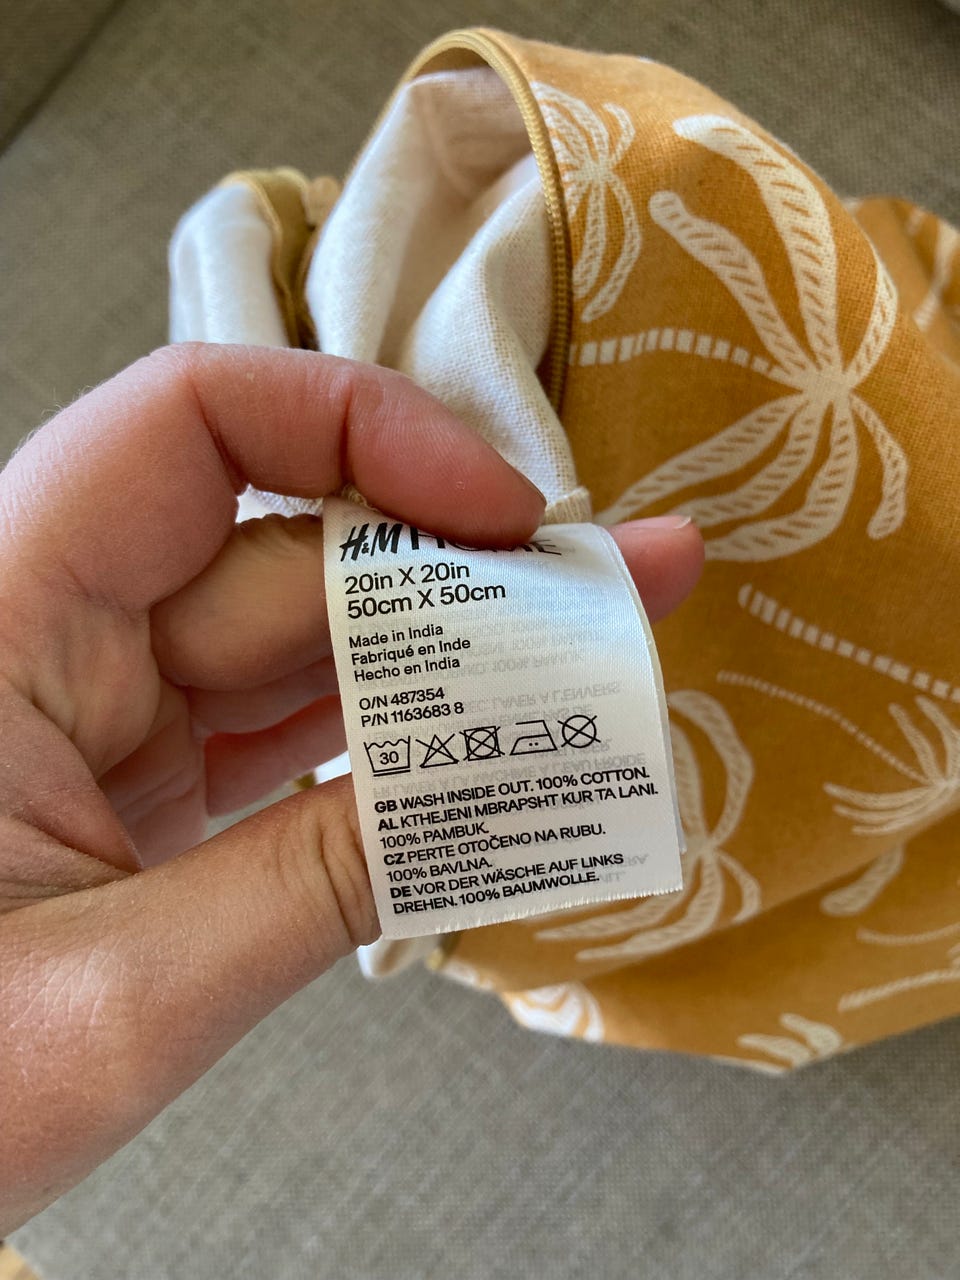 H&M HOME
20in X 20in
50cm X 50cm
Made in India
Fabriqué en Inde
Hecho en India
O/N 487354
P/N 1163683 8
30
GB WASH INSIDE OUT. 100% COTTON.
AL KTHEJENI MBRAPSHT KUR TA LANI.
100% PAMBUK.
CZ PERTE OTOČENO NA RUBU.
100% BAVLNA.
DE VOR DER WÄSCHE AUF LINKS
DREHEN. 100% BAUMWOLLE.